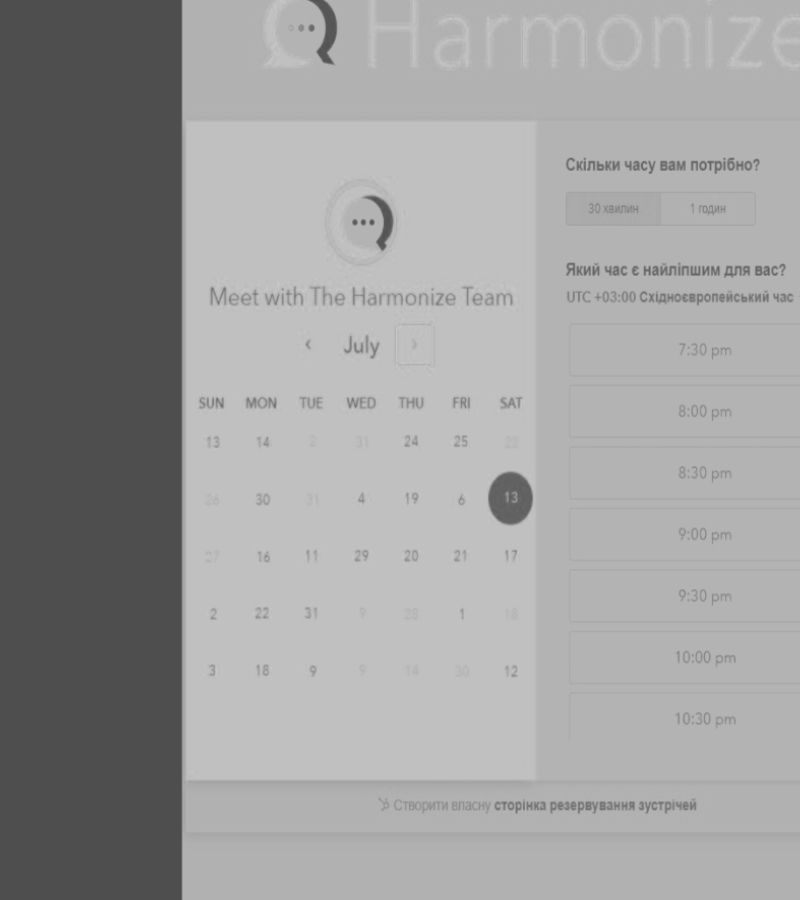 Harmonize
Meet with The Harmonize Team
‹ July ›
SUN MON TUE WED THU FRI SAT
13 14 2 31 24 25
30 31 4 19 6 13
27 16 11 29 20 21 17
2 22 31 9 28 1
3 18 9 9 14 30 12
Скільки часу вам потрібно?
30 хвилин 1 годин
Який час є найліпшим для вас?
UTC +03:00 Східноєвропейський час
7:30 pm
8:00 pm
8:30 pm
9:00 pm
9:30 pm
10:00 pm
10:30 pm
Створити власну сторінка резервування зустрічей